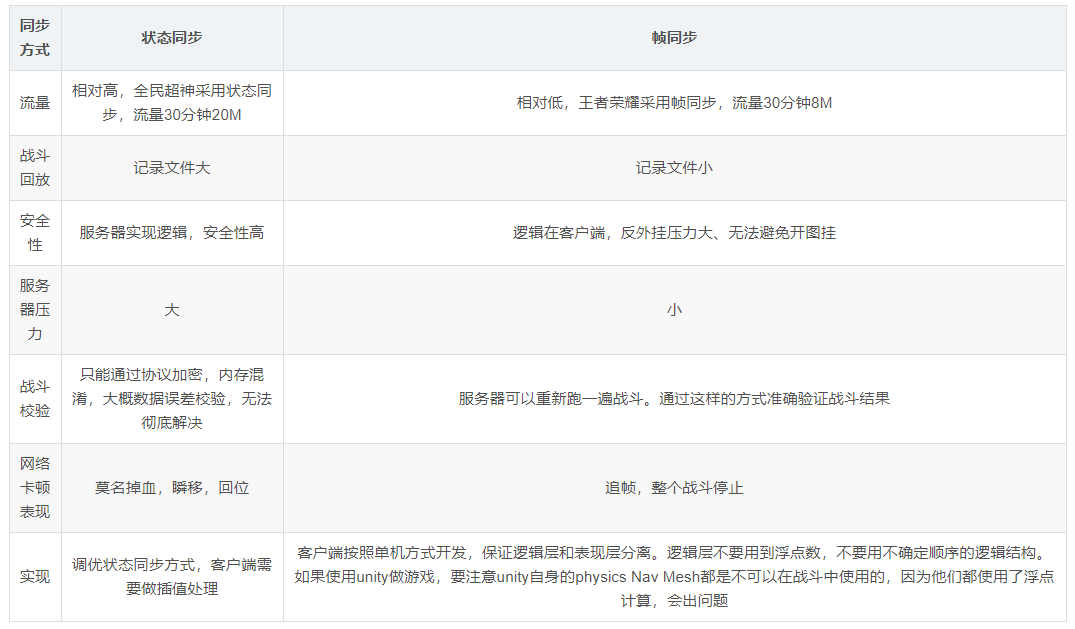 同步
方式
状态同步
帧同步
流量
相对高，全民超神采用状态同
步，流量30分钟20M
相对低，王者荣耀采用帧同步，流量30分钟8M
战斗
回放
记录文件大
记录文件小
安全
性
服务器实现逻辑，安全性高
逻辑在客户端，反外挂压力大、无法避免开图挂
服务
器压
力
大
小
战斗
校验
只能通过协议加密，内存混
淆，大概数据误差校验，无法
彻底解决
服务器可以重新跑一遍战斗。通过这样的方式准确验证战斗结果
网络
卡顿
表现
莫名掉血，瞬移，回位
追帧，整个战斗停止
实现
调优状态同步方式，客户端需
要做插值处理
客户端按照单机方式开发，保证逻辑层和表现层分离。逻辑层不要用到浮点数，不要用不确定顺序的逻辑结构。
如果使用unity做游戏，要注意unity自身的physics Nav Mesh都是不可以在战斗中使用的，因为他们都使用了浮点
计算，会出问题